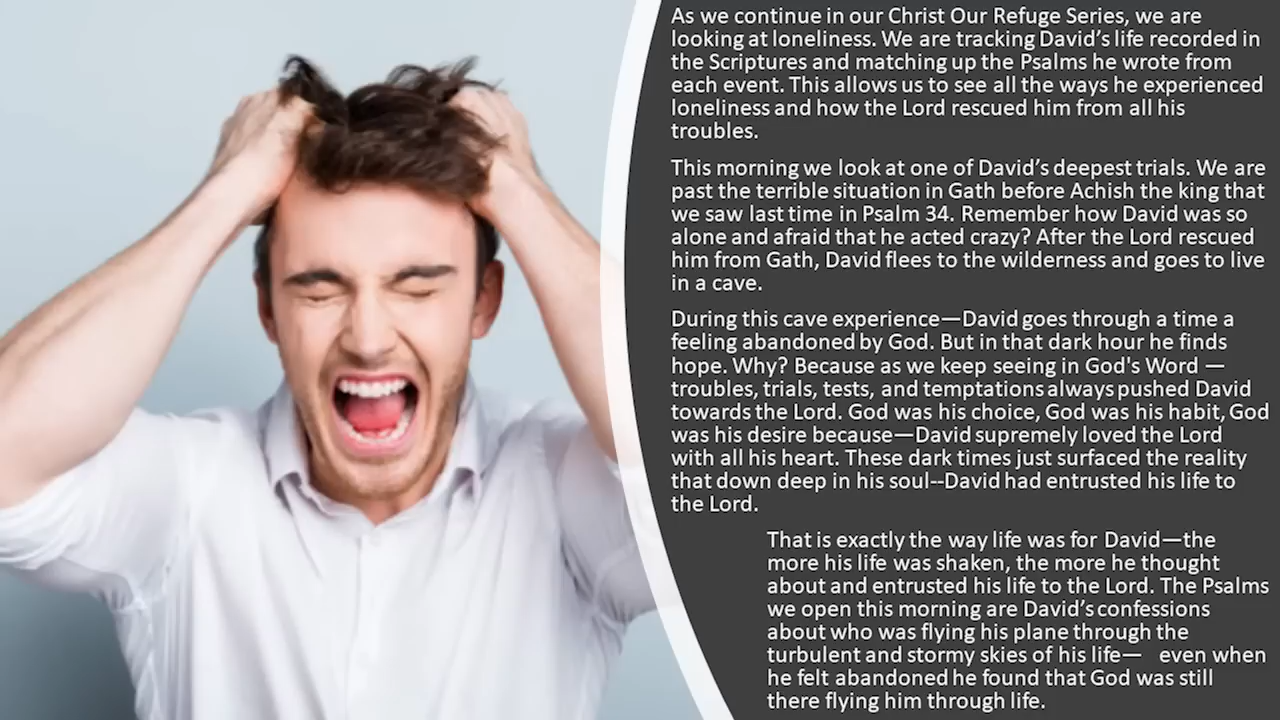 As we continue in our Christ Our Refuge Series, we are
looking at loneliness. We are tracking David’s life recorded in
the Scriptures and matching up the Psalms he wrote from
each event. This allows us to see all the ways he experienced
loneliness and how the Lord rescued him from all his
troubles.
This morning we look at one of David’s deepest trials. We are
past the terrible situation in Gath before Achish the king that
we saw last time in Psalm 34. Remember how David was so
alone and afraid that he acted crazy? After the Lord rescued
him from Gath, David flees to the wilderness and goes to live
in a cave.
During this cave experience—David goes through a time a
feeling abandoned by God. But in that dark hour he finds
hope. Why? Because as we keep seeing in God's Word —
troubles, trials, tests, and temptations always pushed David
towards the Lord. God was his choice, God was his habit, God
was his desire because—David supremely loved the Lord
with all his heart. These dark times just surfaced the reality
that down deep in his soul--David had entrusted his life to
the Lord.
That is exactly the way life was for David—the
more his life was shaken, the more he thought
about and entrusted his life to the Lord. The Psalms
we open this morning are David’s confessions
about who was flying his plane through the
turbulent and stormy skies of his life— even when
he felt abandoned he found that God was still
there flying him through life.